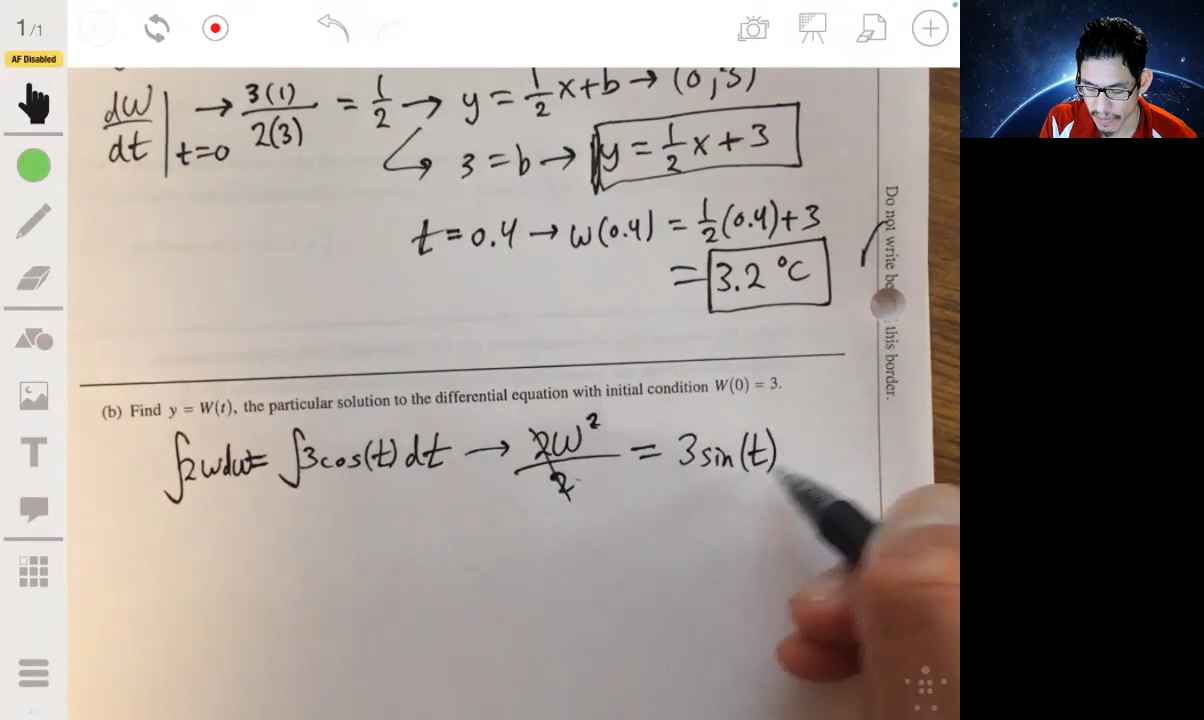 1/1
AF Disabled
dW/dt | t=0 → 3(1)/2(3) = 1/2 → y = 1/2 x + b → (0,3)
↳ 3 = b → y = 1/2 x + 3
t = 0.4 → W(0.4) = 1/2 (0.4) + 3
= 3.2 °C
(b) Find y = W(t), the particular solution to the differential equation with initial condition W(0) = 3.
∫2wdw = ∫3cos(t) dt → 2w²/2 = 3sin(t)
Do not write be
this border.
T